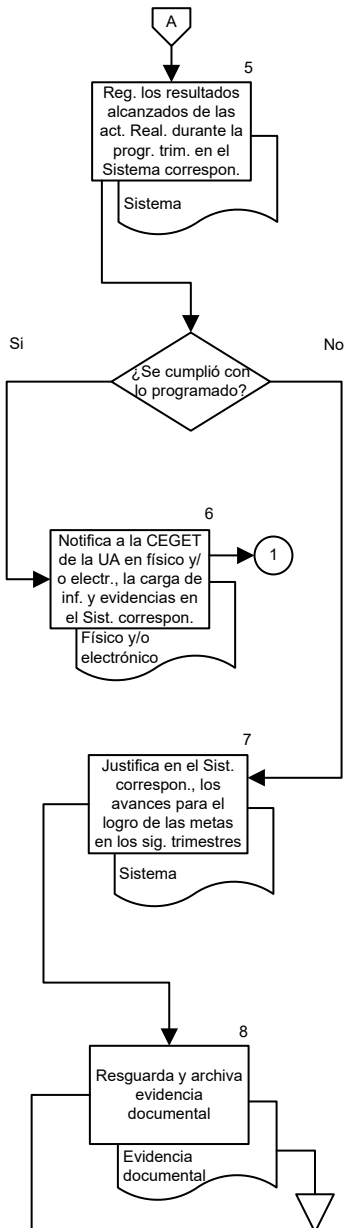 A
5
Reg. los resultados
alcanzados de las
act. Real. durante la
progr. trim. en el
Sistema correspon.
Sistema
Si
No
¿Se cumplió con
lo programado?
6
Notifica a la CEGET
de la UA en físico y/
o electr., la carga de
inf. y evidencias en
el Sist. correspon.
1
Físico y/o
electrónico
7
Justifica en el Sist.
correspon., los
avances para el
logro de las metas
en los sig. trimestres
Sistema
8
Resguarda y archiva
evidencia
documental
Evidencia
documental